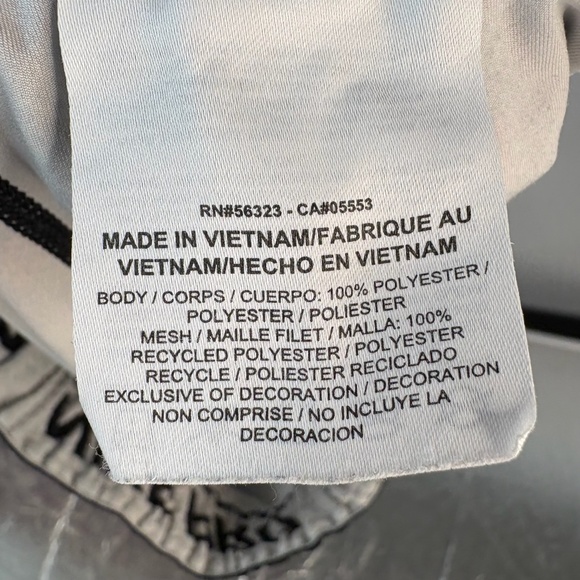 RN#56323 - CA#05553
MADE IN VIETNAM/FABRIQUE AU
VIETNAM/HECHO EN VIETNAM
BODY / CORPS / CUERPO: 100% POLYESTER /
POLYESTER / POLIESTER
MESH / MAILLE FILET / MALLA: 100%
RECYCLED POLYESTER / POLYESTER
RECYCLE / POLIESTER RECICLADO
EXCLUSIVE OF DECORATION / DECORATION
NON COMPRISE / NO INCLUYE LA
DECORACION